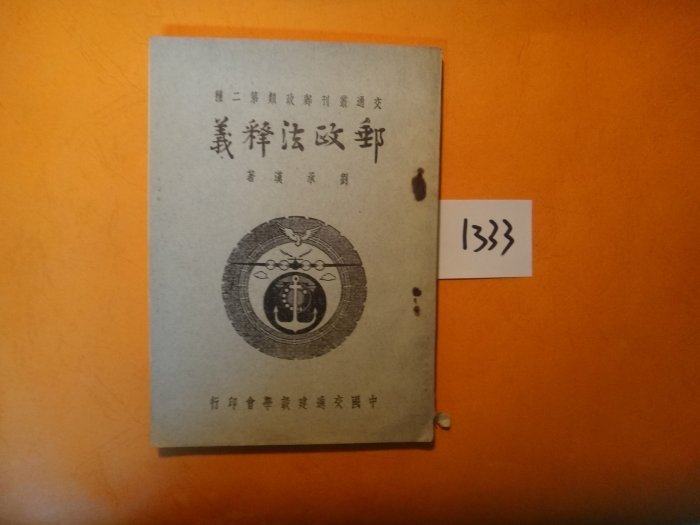 交通叢刊郵政類第二種
郵政法釋義
劉承漢著
中國交通建設學會印行
1333